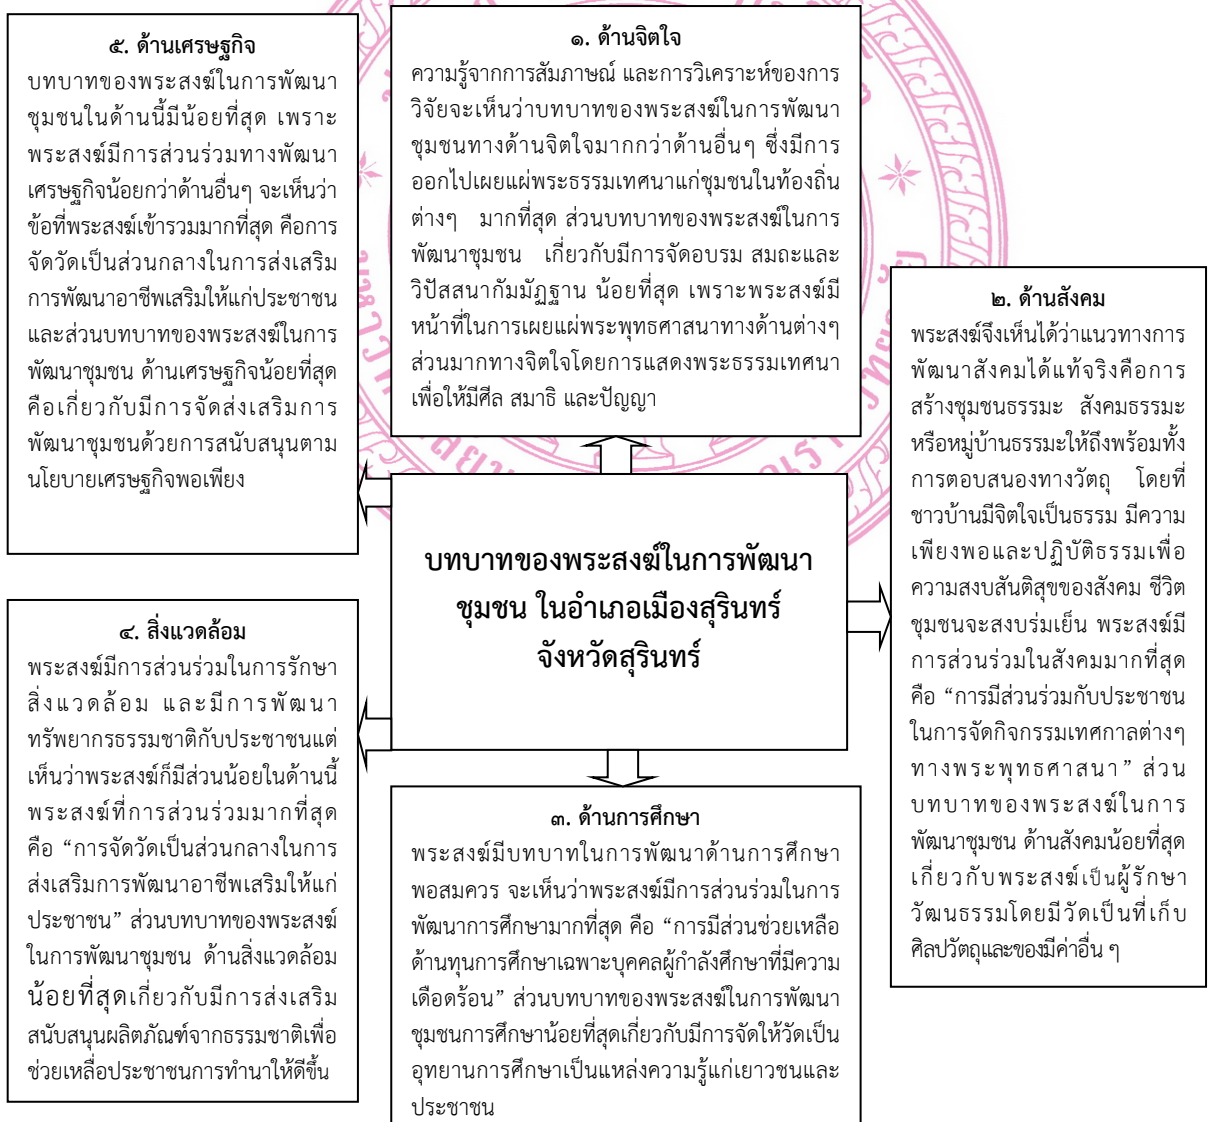 ๕. ด้านเศรษฐกิจ
บทบาทของพระสงฆ์ในการพัฒนา
ชุมชนในด้านนี้มีน้อยที่สุด เพราะ
พระสงฆ์มีการส่วนร่วมทางพัฒนา
เศรษฐกิจน้อยกว่าด้านอื่นๆ จะเห็นว่า
ข้อที่พระสงฆ์เข้ารวมมากที่สุด คือการ
จัดวัดเป็นส่วนกลางในการส่งเสริม
การพัฒนาอาชีพเสริมให้แก่ประชาชน
และส่วนบทบาทของพระสงฆ์ในการ
พัฒนาชุมชน ด้านเศรษฐกิจน้อยที่สุด
คือเกี่ยวกับมีการจัดส่งเสริมการ
พัฒนาชุมชนด้วยการสนับสนุนตาม
นโยบายเศรษฐกิจพอเพียง
๑. ด้านจิตใจ
ความรู้จากการสัมภาษณ์ และการวิเคราะห์ของการ
วิจัยจะเห็นว่าบทบาทของพระสงฆ์ในการพัฒนา
ชุมชนทางด้านจิตใจมากกว่าด้านอื่นๆ ซึ่งมีการ
ออกไปเผยแผ่พระธรรมเทศนาแก่ชุมชนในท้องถิ่น
ต่างๆ มากที่สุด ส่วนบทบาทของพระสงฆ์ในการ
พัฒนาชุมชน เกี่ยวกับมีการจัดอบรม สมถะและ
วิปัสสนากัมมัฏฐาน น้อยที่สุด เพราะพระสงฆ์มี
หน้าที่ในการเผยแผ่พระพุทธศาสนาทางด้านต่างๆ
ส่วนมากทางจิตใจโดยการแสดงพระธรรมเทศนา
เพื่อให้มีศีล สมาธิ และปัญญา
๒. ด้านสังคม
พระสงฆ์จึงเห็นได้ว่าแนวทางการ
พัฒนาสังคมได้แท้จริงคือการ
สร้างชุมชนธรรมะ สังคมธรรมะ
หรือหมู่บ้านธรรมะให้ถึงพร้อมทั้ง
การตอบสนองทางวัตถุ โดยที่
ชาวบ้านมีจิตใจเป็นธรรม มีความ
เพียงพอและปฏิบัติธรรมเพื่อ
ความสงบสันติสุขของสังคม ชีวิต
ชุมชนจะสงบร่มเย็น พระสงฆ์มี
การส่วนร่วมในสังคมมากที่สุด
คือ “การมีส่วนร่วมกับประชาชน
ในการจัดกิจกรรมเทศกาลต่างๆ
ทางพระพุทธศาสนา” ส่วน
บทบาทของพระสงฆ์ในการ
พัฒนาชุมชน ด้านสังคมน้อยที่สุด
เกี่ยวกับพระสงฆ์เป็นผู้รักษา
วัฒนธรรมโดยมีวัดเป็นที่เก็บ
ศิลปวัตถุและของมีค่าอื่น ๆ
บทบาทของพระสงฆ์ในการพัฒนา
ชุมชน ในอำเภอเมืองสุรินทร์
จังหวัดสุรินทร์
๔. สิ่งแวดล้อม
พระสงฆ์มีการส่วนร่วมในการรักษา
สิ่งแวดล้อม และมีการพัฒนา
ทรัพยากรธรรมชาติกับประชาชนแต่
เห็นว่าพระสงฆ์ก็มีส่วนน้อยในด้านนี้
พระสงฆ์ที่การส่วนร่วมมากที่สุด
คือ “การจัดวัดเป็นส่วนกลางในการ
ส่งเสริมการพัฒนาอาชีพเสริมให้แก่
ประชาชน” ส่วนบทบาทของพระสงฆ์
ในการพัฒนาชุมชน ด้านสิ่งแวดล้อม
น้อยที่สุดเกี่ยวกับมีการส่งเสริม
สนับสนุนผลิตภัณฑ์จากธรรมชาติเพื่อ
ช่วยเหลื่อประชาชนการทำนาให้ดีขึ้น
๓. ด้านการศึกษา
พระสงฆ์มีบทบาทในการพัฒนาด้านการศึกษา
พอสมควร จะเห็นว่าพระสงฆ์มีการส่วนร่วมในการ
พัฒนาการศึกษามากที่สุด คือ “การมีส่วนช่วยเหลือ
ด้านทุนการศึกษาเฉพาะบุคคลผู้กำลังศึกษาที่มีความ
เดือดร้อน” ส่วนบทบาทของพระสงฆ์ในการพัฒนา
ชุมชนการศึกษาน้อยที่สุดเกี่ยวกับมีการจัดให้วัดเป็น
อุทยานการศึกษาเป็นแหล่งความรู้แก่เยาวชนและ
ประชาชน